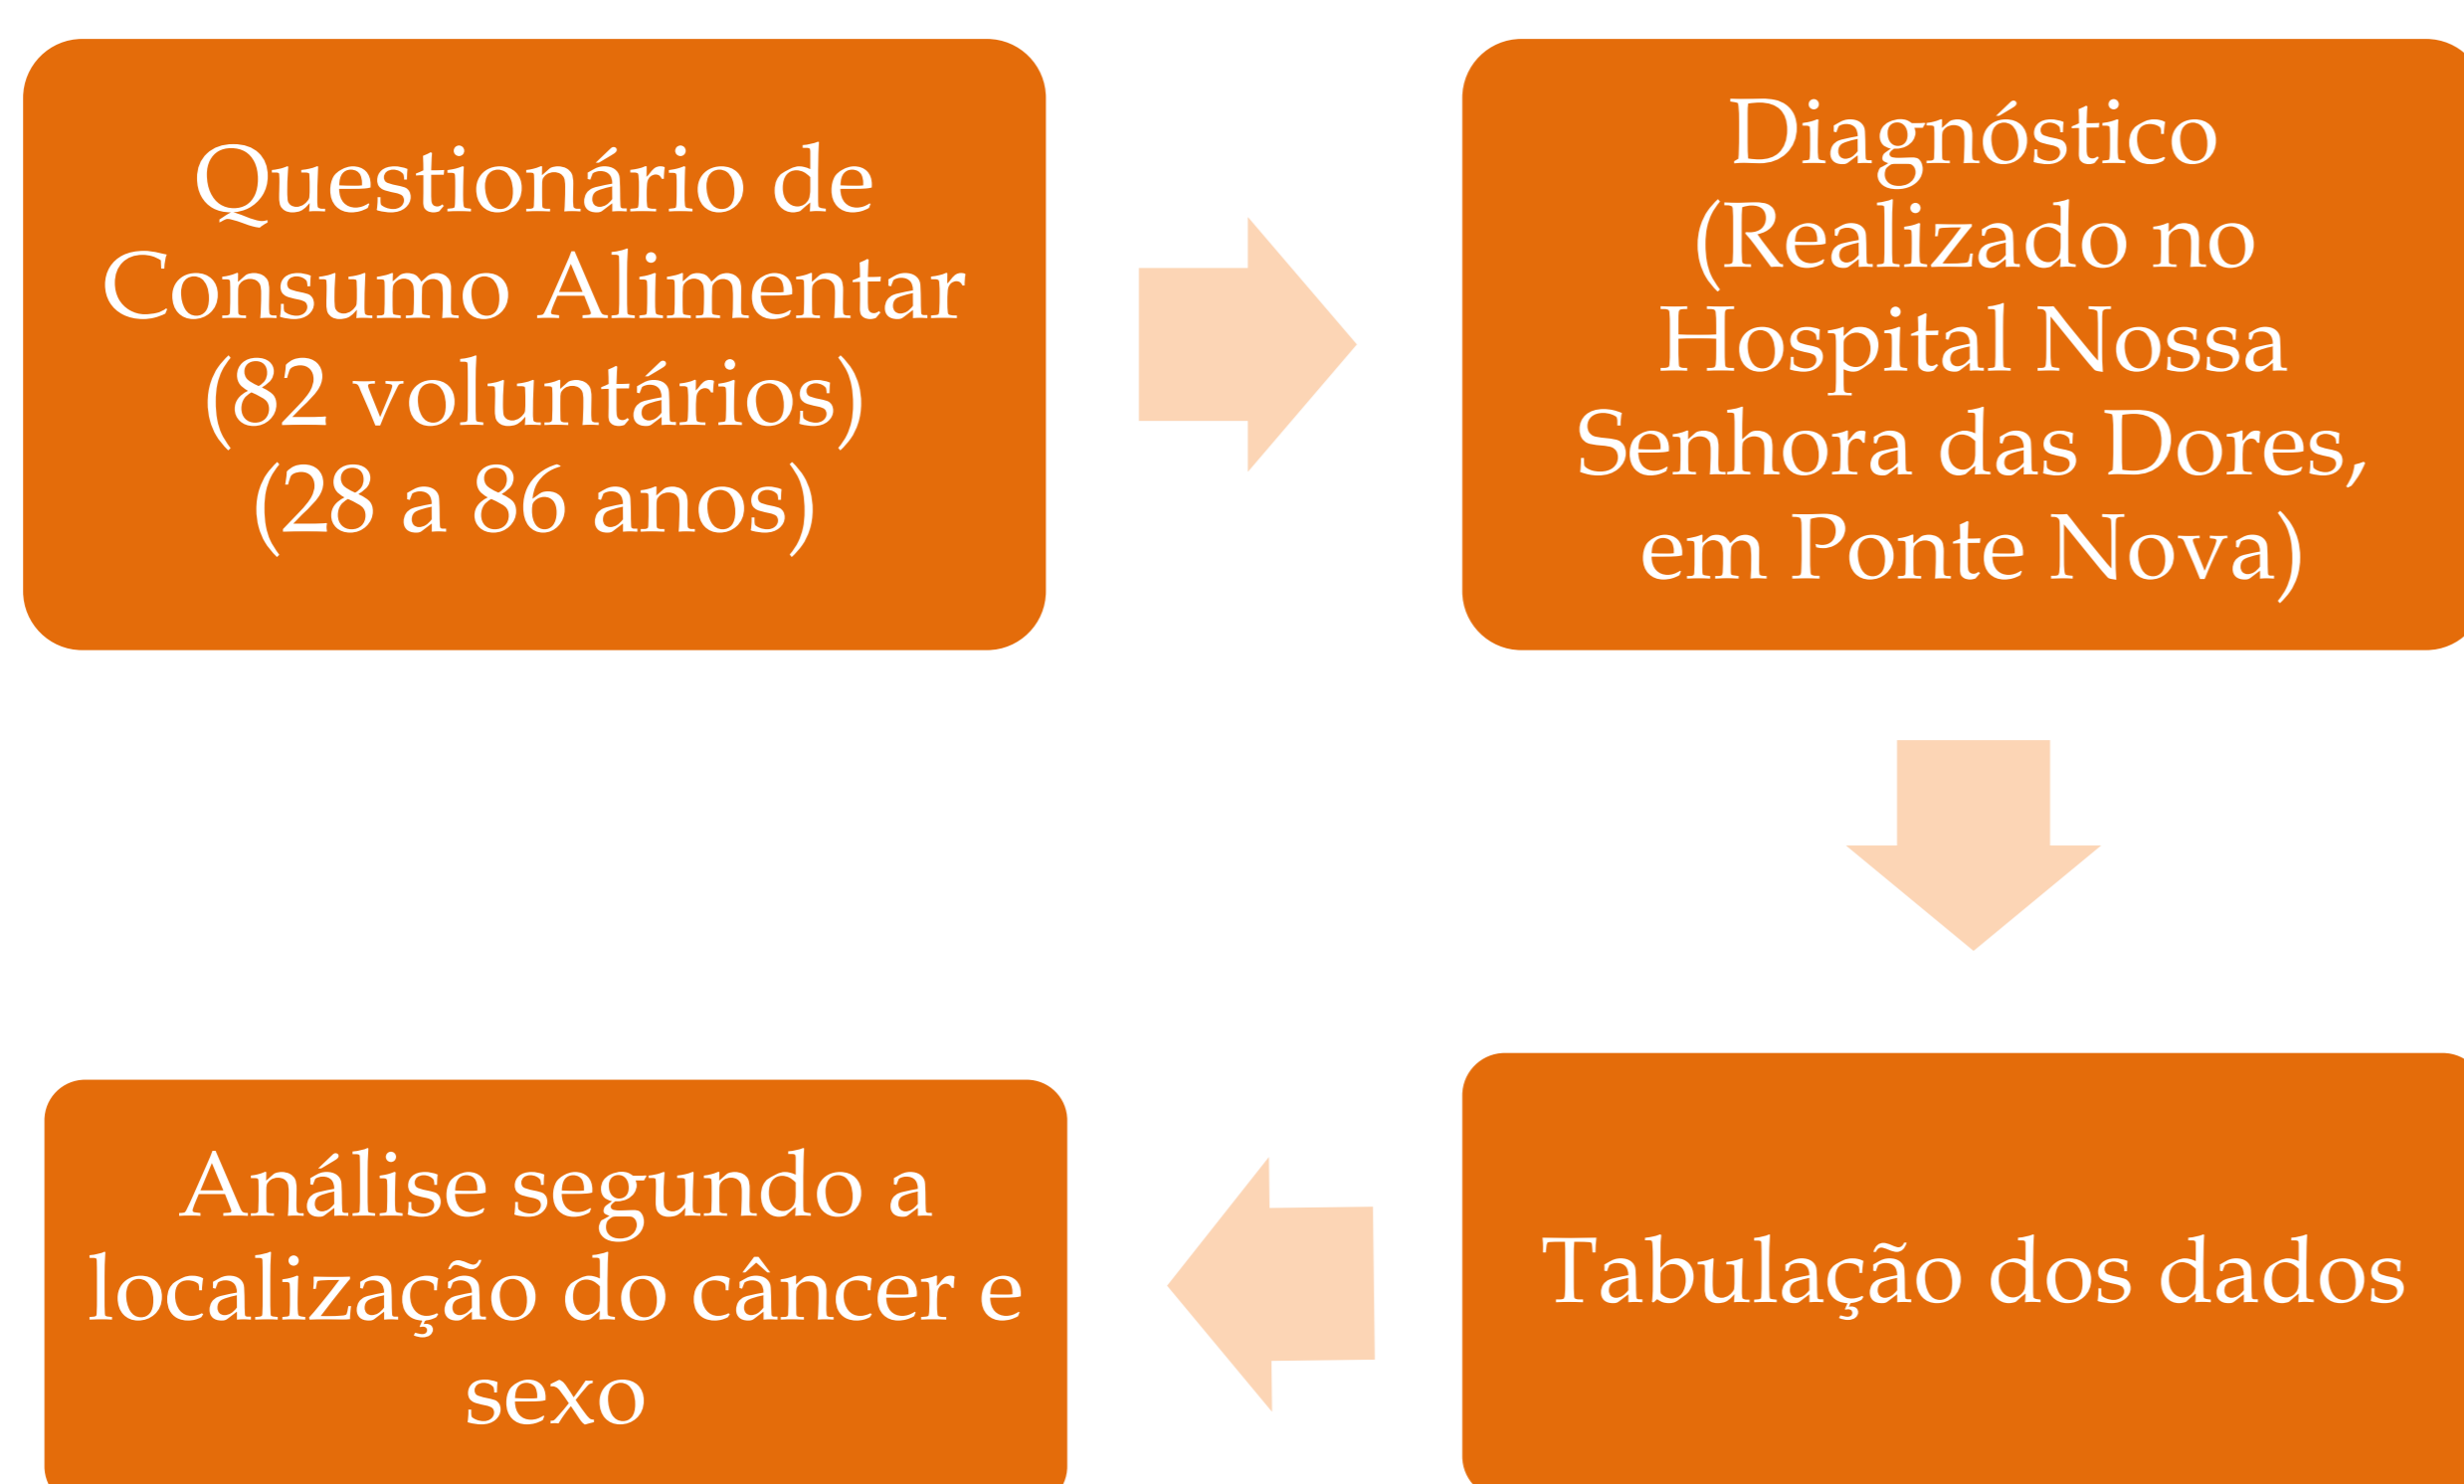 Questionário de
Consumo Alimentar
(82 voluntários)
(28 a 86 anos)
Diagnóstico
(Realizado no
Hospital Nossa
Senhora das Dores,
em Ponte Nova)
Tabulação dos dados
Análise segundo a
localização do câncer e
sexo